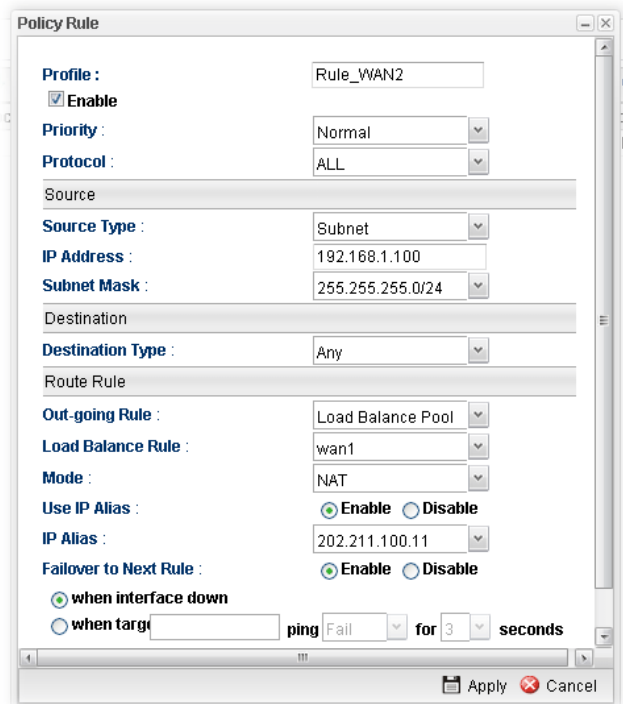 Policy Rule
Profile : Rule_WAN2
Enable
Priority : Normal
Protocol : ALL
Source
Source Type : Subnet
IP Address : 192.168.1.100
Subnet Mask : 255.255.255.0/24
Destination
Destination Type : Any
Route Rule
Out-going Rule : Load Balance Pool
Load Balance Rule : wan1
Mode : NAT
Use IP Alias : Enable Disable
IP Alias : 202.211.100.11
Failover to Next Rule : Enable Disable
when interface down
when targ ping Fail for 3 seconds
Apply Cancel